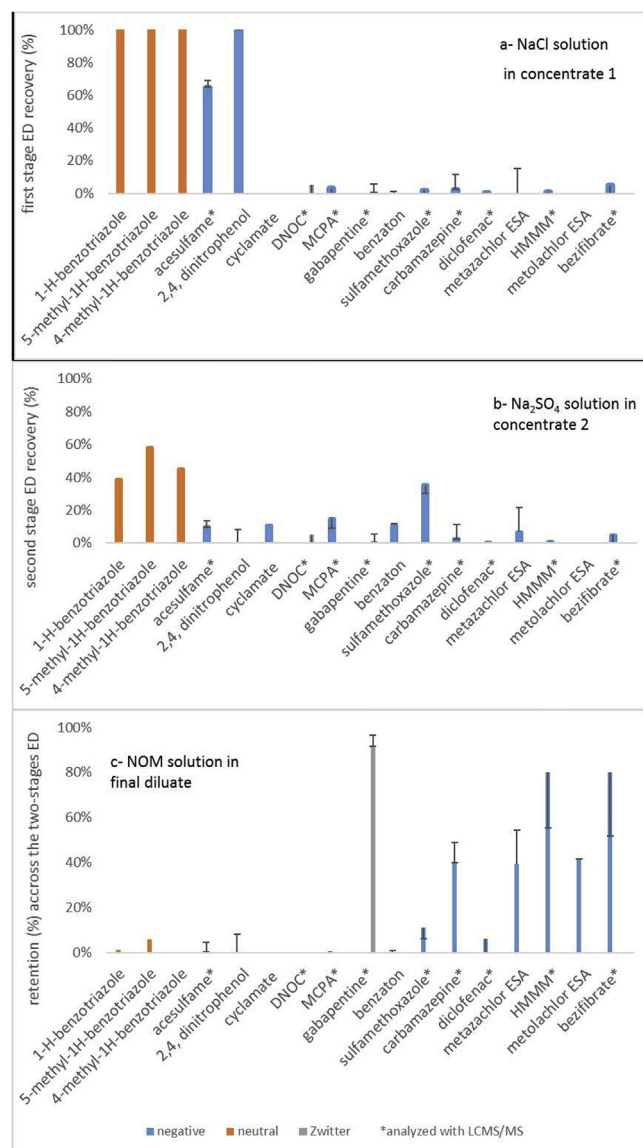 100%
80%
60%
40%
20%
0%
first stage ED recovery (%)
a- NaCl solution
in concentrate 1
1-H-benzotriazole
5-methyl-1H-benzotriazole
4-methyl-1H-benzotriazole
acesulfame*
2,4, dinitrophenol
cyclamate
DNOC*
MCPA*
gabapentine*
benzaton
sulfamethoxazole*
carbamazepine*
diclofenac*
metazachlor ESA
HMMM*
metolachlor ESA
bezifibrate*
100%
80%
60%
40%
20%
0%
second stage ED recovery (%)
b- Na₂SO₄ solution in
concentrate 2
1-H-benzotriazole
5-methyl-1H-benzotriazole
4-methyl-1H-benzotriazole
acesulfame*
2,4, dinitrophenol
cyclamate
DNOC*
MCPA*
gabapentine*
benzaton
sulfamethoxazole*
carbamazepine*
diclofenac*
metazachlor ESA
HMMM*
metolachlor ESA
bezifibrate*
100%
80%
60%
40%
20%
0%
retention (%) accross the two-stages ED
c- NOM solution in
final diluate
1-H-benzotriazole
5-methyl-1H-benzotriazole
4-methyl-1H-benzotriazole
acesulfame*
2,4, dinitrophenol
cyclamate
DNOC*
MCPA*
gabapentine*
benzaton
sulfamethoxazole*
carbamazepine*
diclofenac*
metazachlor ESA
HMMM*
metolachlor ESA
bezifibrate*
negative neutral Zwitter *analyzed with LCMS/MS